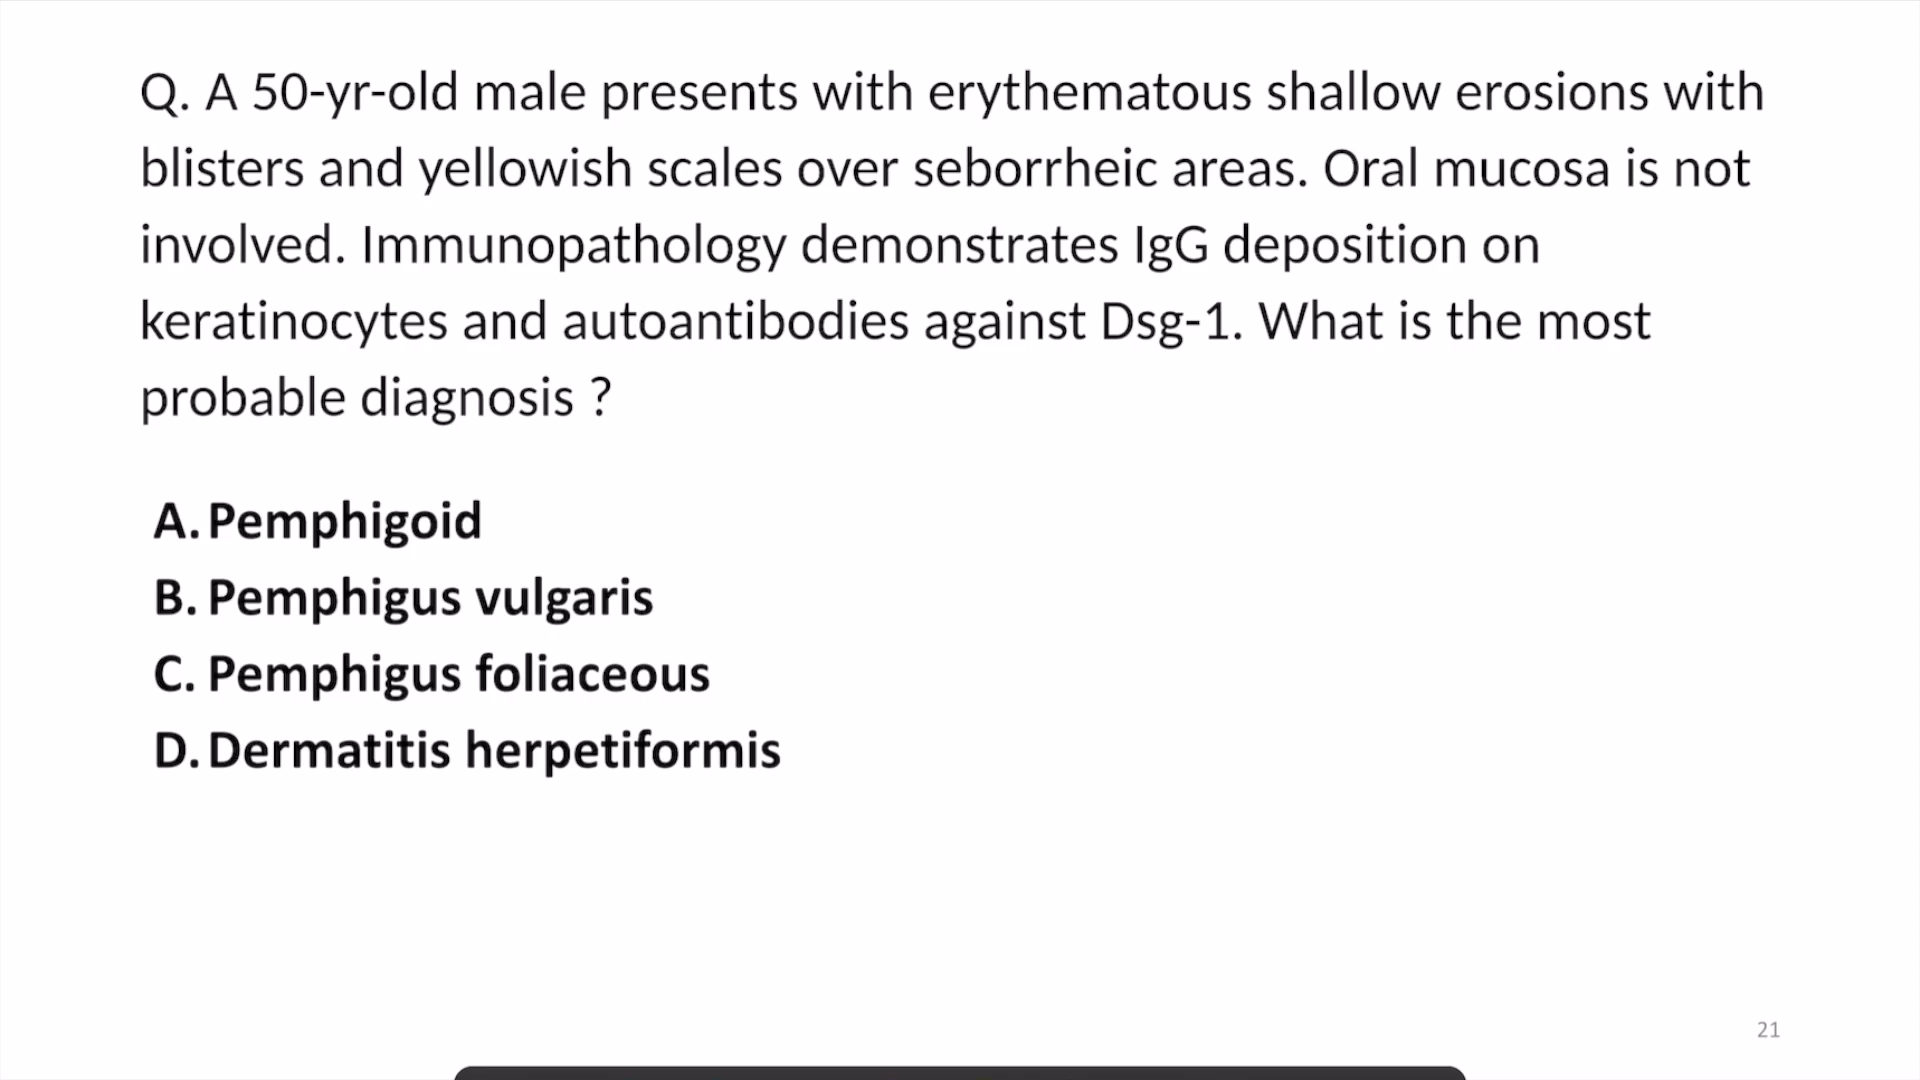 Q. A 50-yr-old male presents with erythematous shallow erosions with
blisters and yellowish scales over seborrheic areas. Oral mucosa is not
involved. Immunopathology demonstrates IgG deposition on
keratinocytes and autoantibodies against Dsg-1. What is the most
probable diagnosis ?
A. Pemphigoid
B. Pemphigus vulgaris
C. Pemphigus foliaceous
D. Dermatitis herpetiformis
21